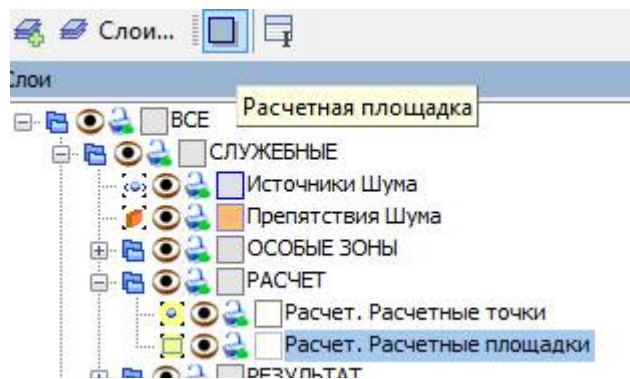 Слои...
Слои
Расчетная площадка
ВСЕ
СЛУЖЕБНЫЕ
Источники Шума
Препятствия Шума
ОСОБЫЕ ЗОНЫ
РАСЧЕТ
Расчет. Расчетные точки
Расчет. Расчетные площадки
РЕЗУЛЬТАТ